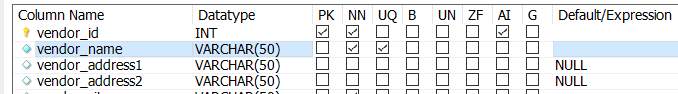 Column Name Datatype PK NN UQ B UN ZF AI G Default/Expression
vendor_id INT
vendor_name VARCHAR(50)
vendor_address1 VARCHAR(50) NULL
vendor_address2 VARCHAR(50) NULL